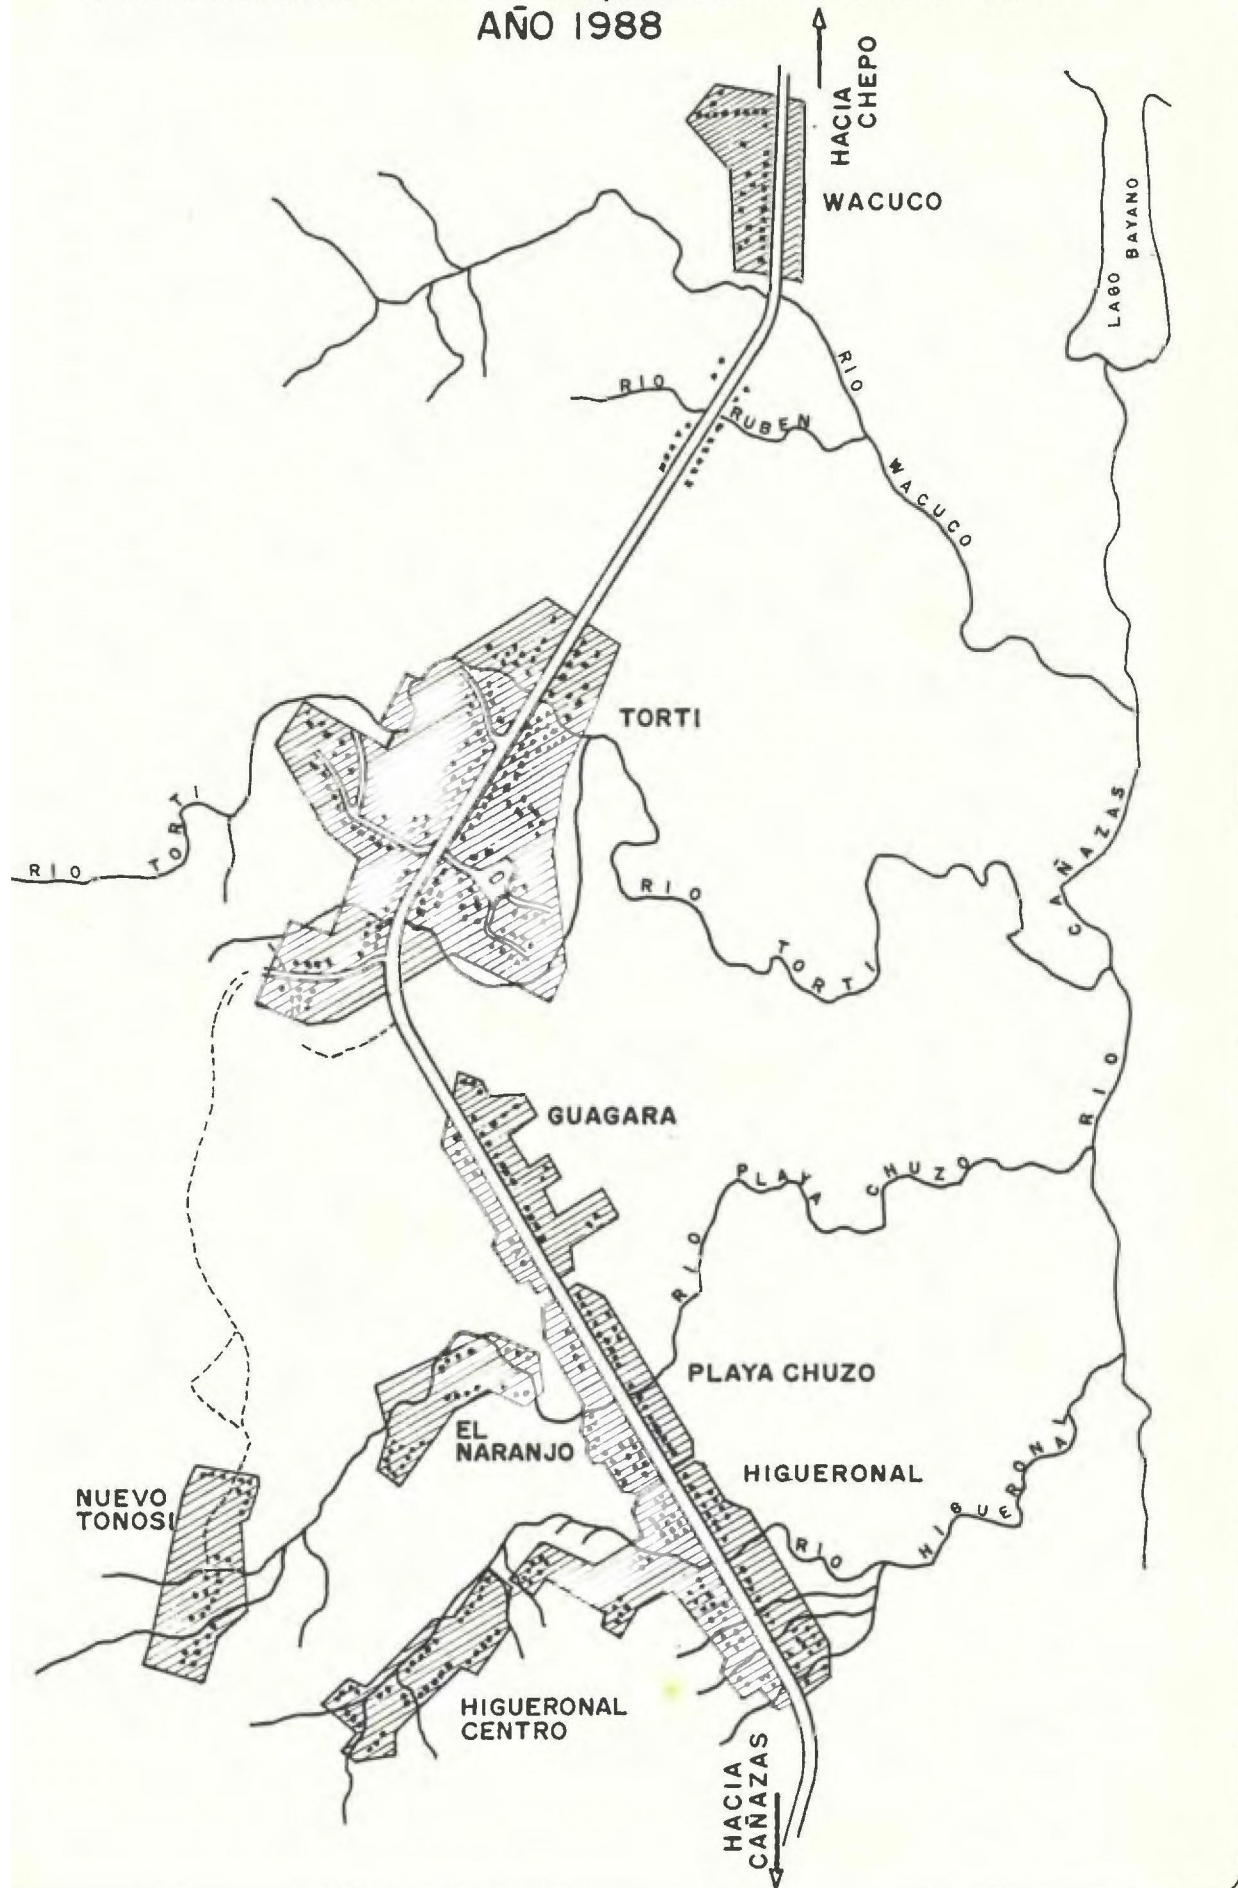 AÑO 1988
HACIA
CHEPO
WACUCO
LAGO BAYANO
RIO RUBEN
RIO WACUCO
TORTI
RIO TORTI
RIO TORTI
RIO CAÑAZAS
GUAGARA
RIO PLAYA CHUZO
PLAYA CHUZO
EL
NARANJO
HIGUERONAL
NUEVO
TONOSI
RIO HIGUERONAL
HIGUERONAL
CENTRO
HACIA
CAÑAZAS